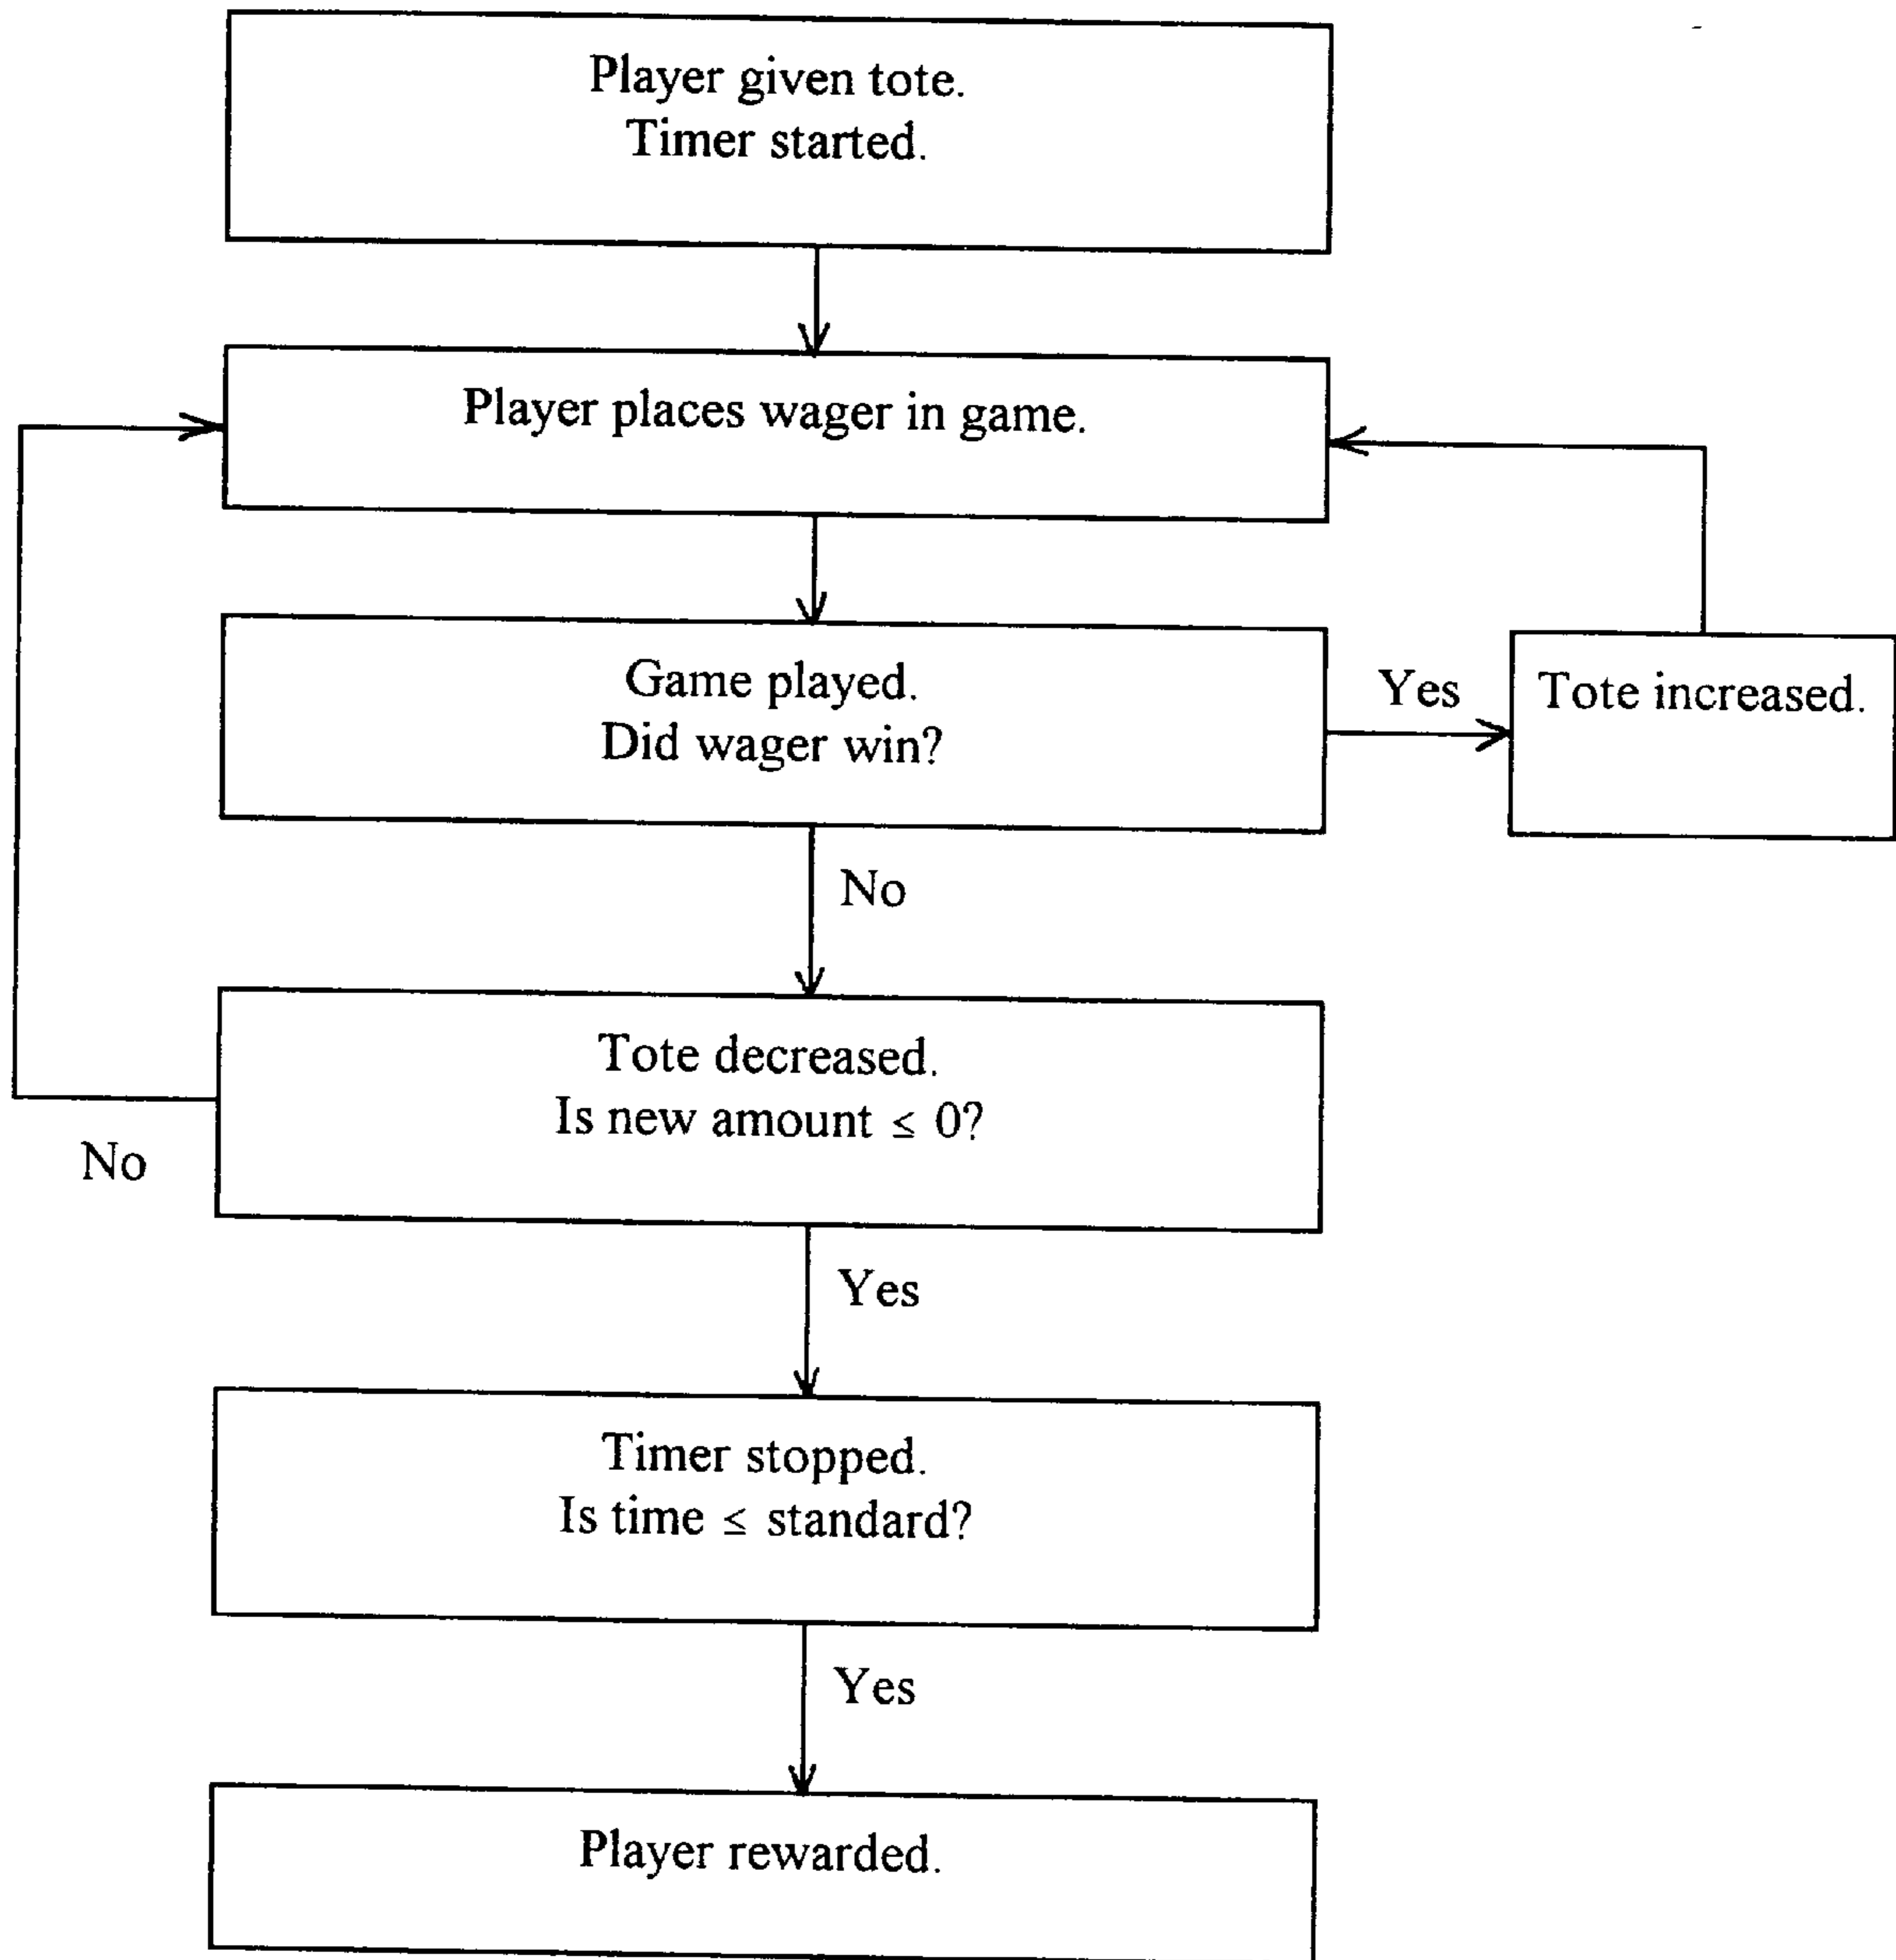 Player given tote.
Timer started.
Player places wager in game.
Game played.
Did wager win?
Yes
Tote increased.
No
Tote decreased.
Is new amount ≤ 0?
No
Yes
Timer stopped.
Is time ≤ standard?
Yes
Player rewarded.